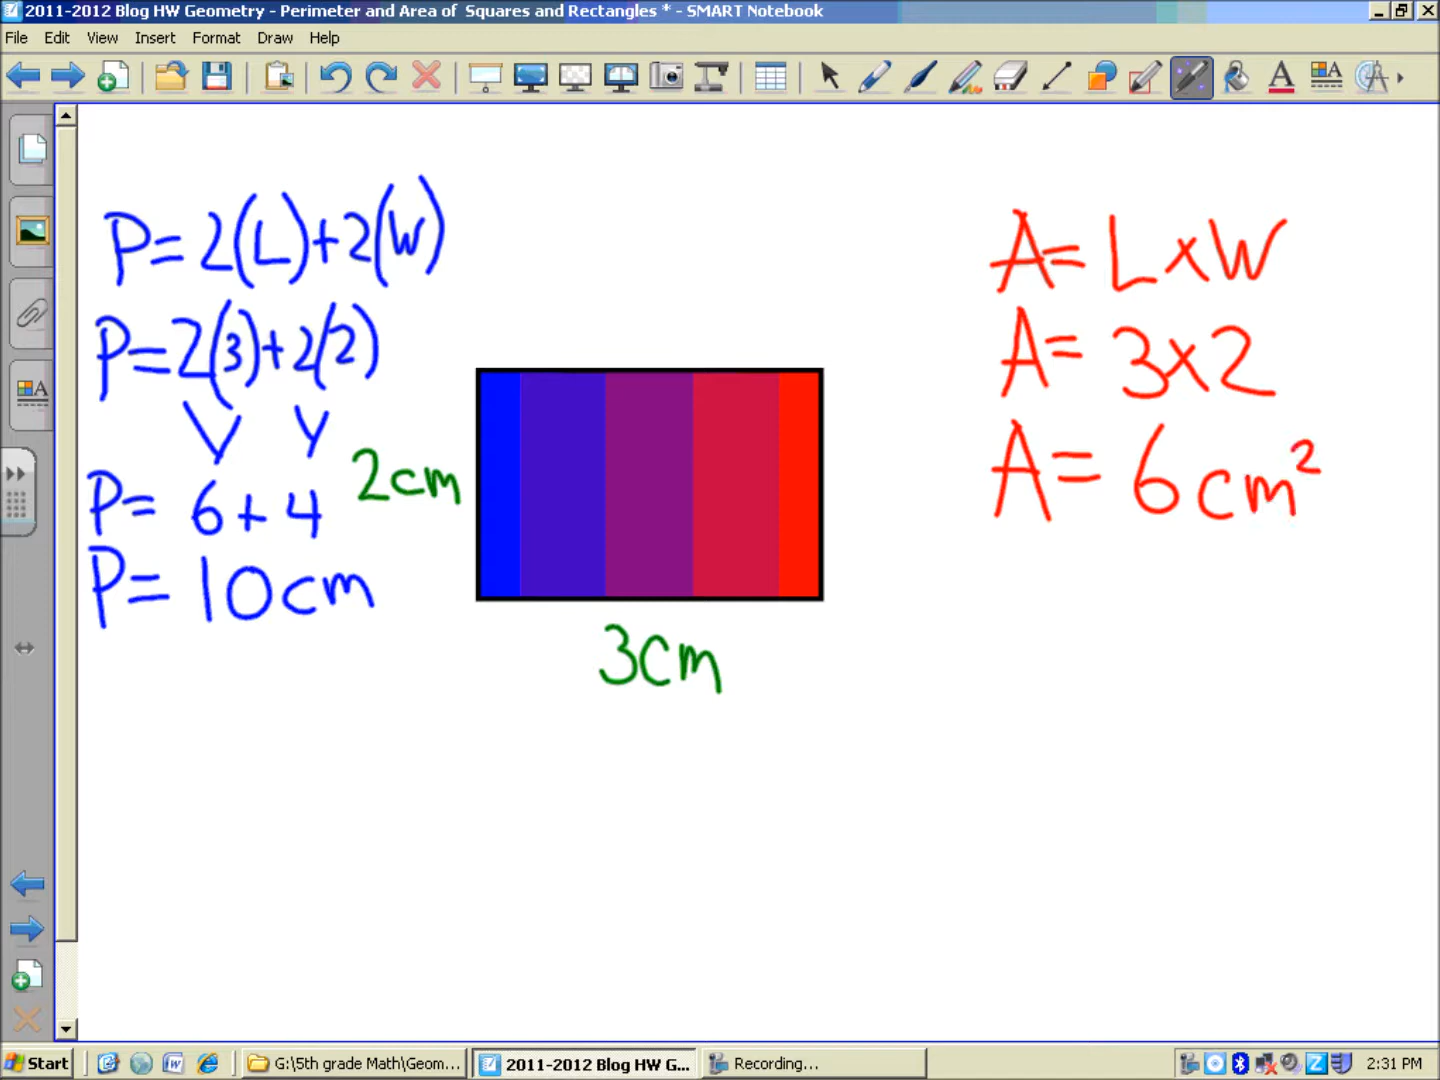 2011-2012 Blog HW Geometry - Perimeter and Area of Squares and Rectangles * - SMART Notebook
File Edit View Insert Format Draw Help
P=2(L)+2(W)
P=2(3)+2(2)
P= 6+4
P= 10cm
2cm
3cm
A= LxW
A= 3x2
A= 6cm²
Start
G:\5th grade Math\Geom...
2011-2012 Blog HW G...
Recording...
2:31 PM